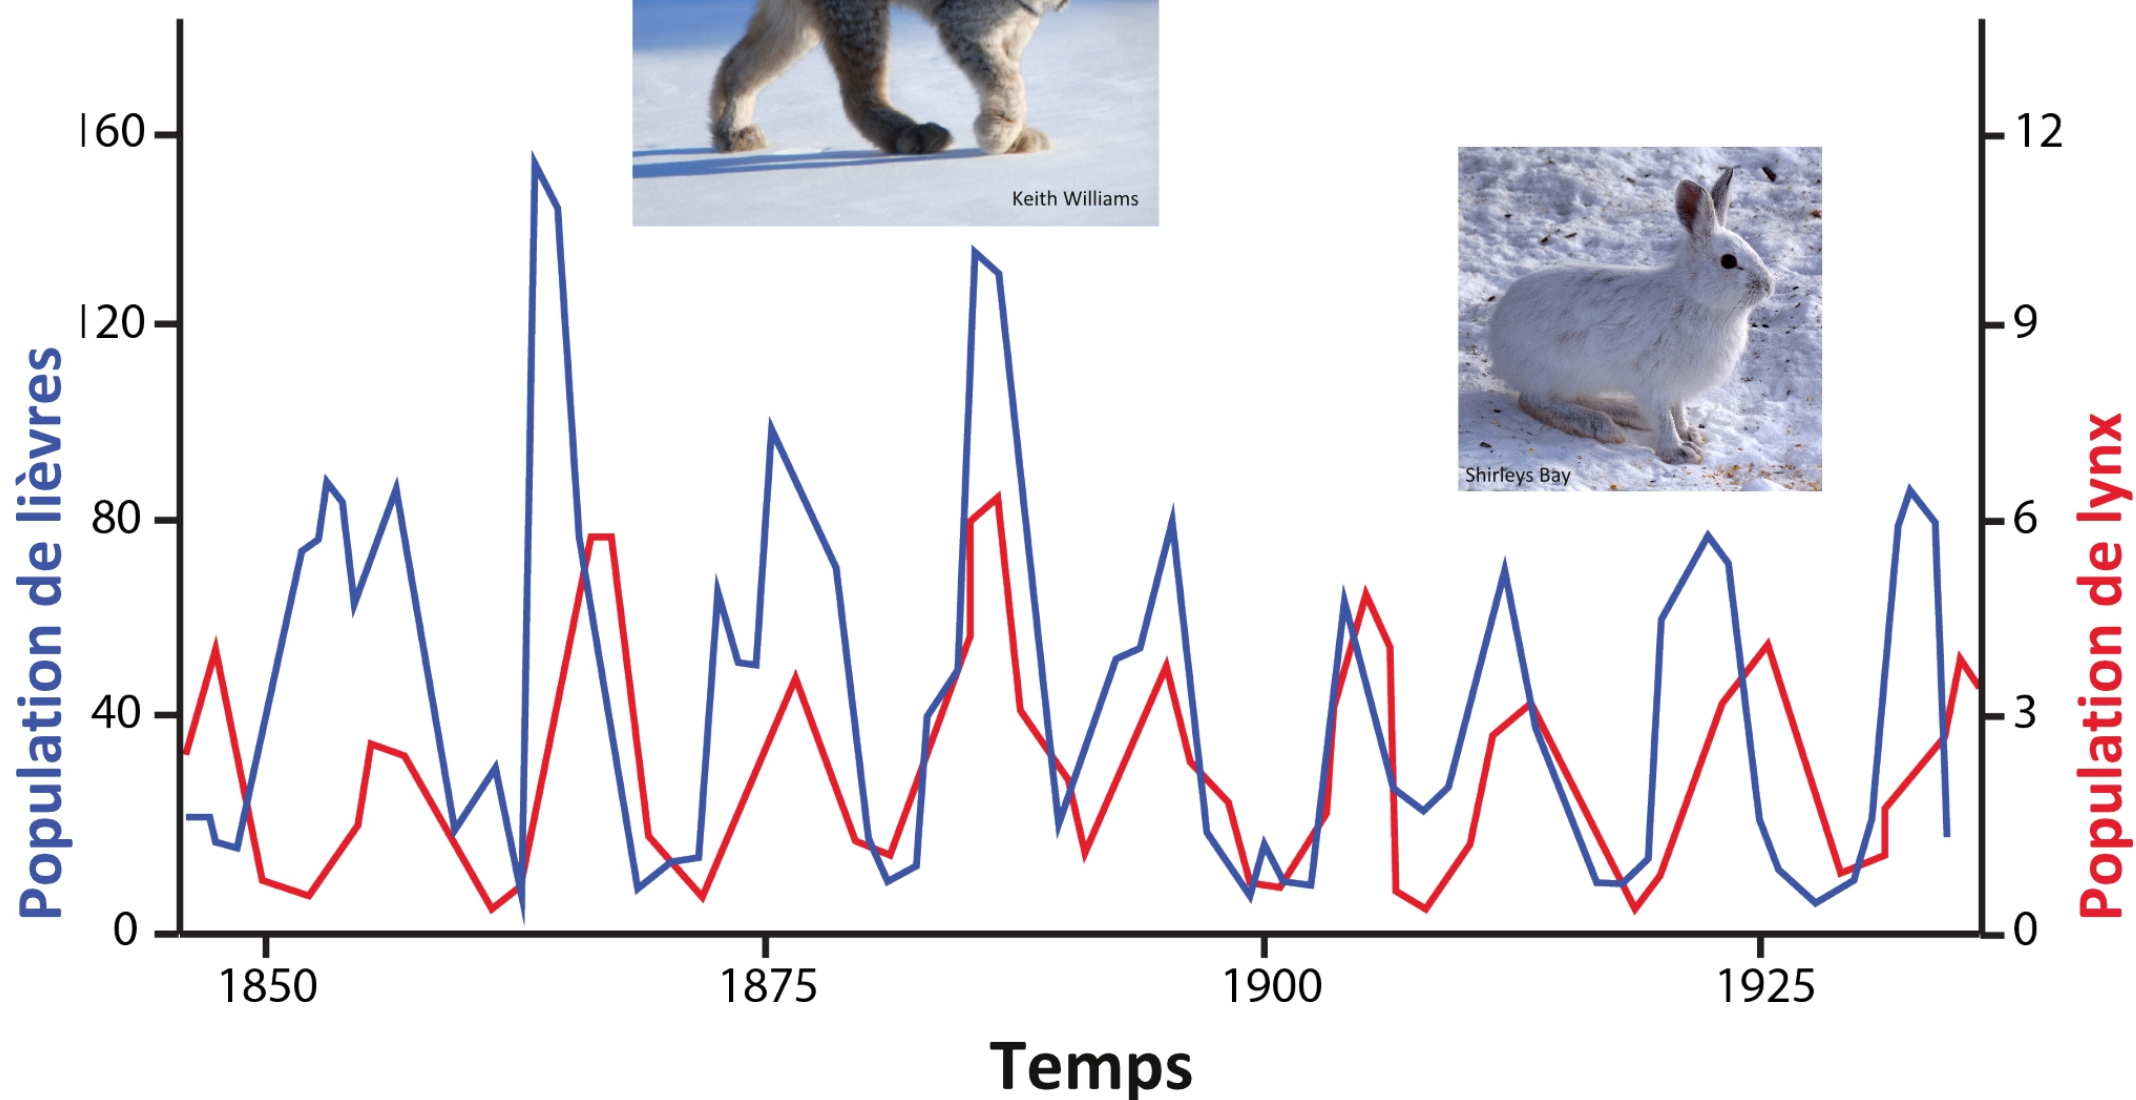 Keith Williams
Shirleys Bay
Population de lièvres
160
120
80
40
0
Population de lynx
12
9
6
3
0
1850
1875
1900
1925
Temps